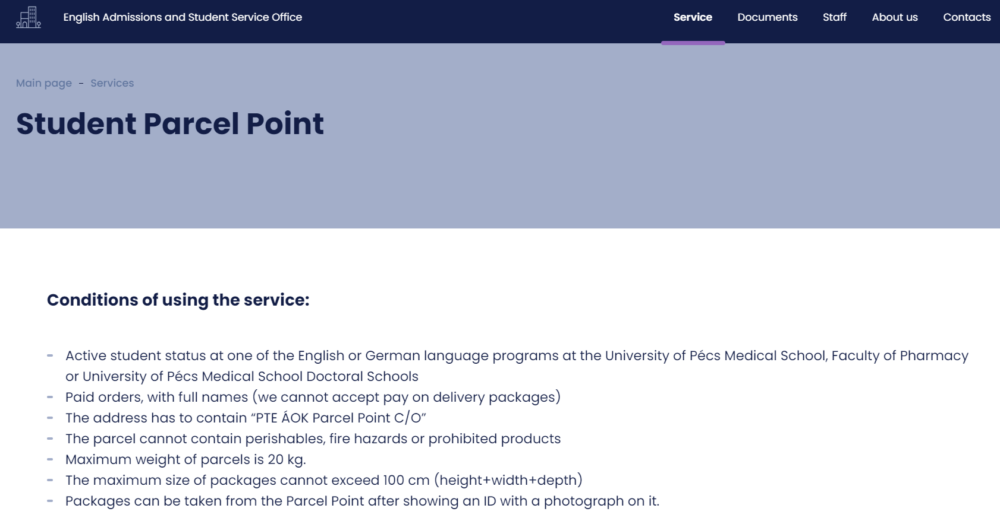 English Admissions and Student Service Office
Service
Documents
Staff
About us
Contacts
Main page - Services
Student Parcel Point
Conditions of using the service:
- Active student status at one of the English or German language programs at the University of Pécs Medical School, Faculty of Pharmacy
or University of Pécs Medical School Doctoral Schools
- Paid orders, with full names (we cannot accept pay on delivery packages)
- The address has to contain “PTE ÁOK Parcel Point C/O”
- The parcel cannot contain perishables, fire hazards or prohibited products
- Maximum weight of parcels is 20 kg.
- The maximum size of packages cannot exceed 100 cm (height+width+depth)
- Packages can be taken from the Parcel Point after showing an ID with a photograph on it.